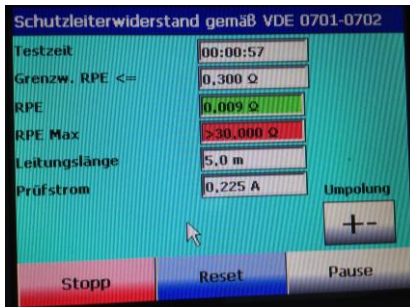 Schutzleiterwiderstand gemäß VDE 0701-0702
Testzeit 00:00:57
Grenzw. RPE <= 0,300 Ω
RPE 0,009 Ω
RPE Max >30,000 Ω
Leitungslänge 5,0 m
Prüfstrom 0,225 A
Umpolung
+-
Stopp Reset Pause